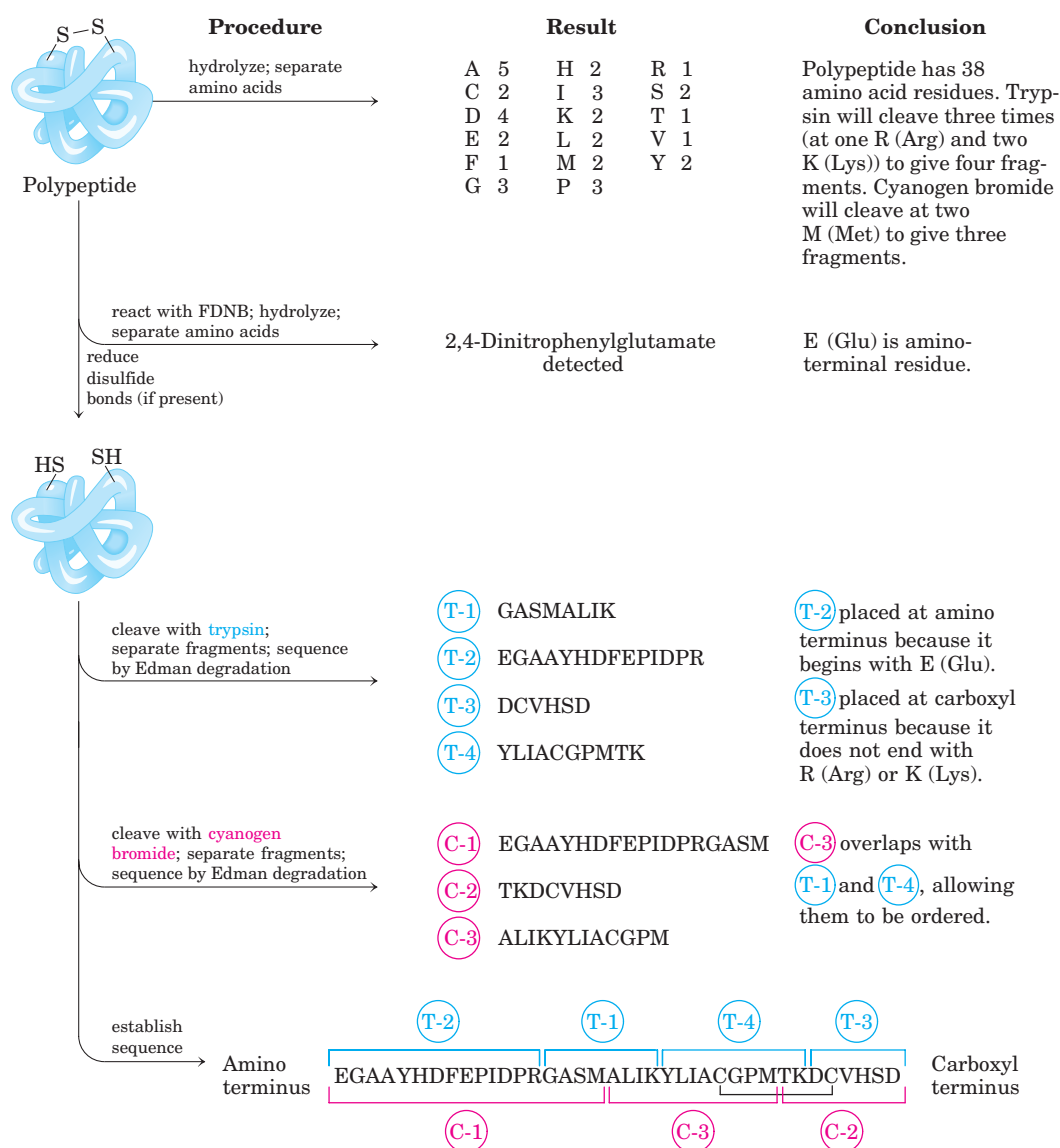 Procedure
Result
Conclusion
S
S
Polypeptide
hydrolyze; separate
amino acids
A 5 H 2 R 1
C 2 I 3 S 2
D 4 K 2 T 1
E 2 L 2 V 1
F 1 M 2 Y 2
G 3 P 3
Polypeptide has 38
amino acid residues. Tryp-
sin will cleave three times
(at one R (Arg) and two
K (Lys)) to give four frag-
ments. Cyanogen bromide
will cleave at two
M (Met) to give three
fragments.
react with FDNB; hydrolyze;
separate amino acids
2,4-Dinitrophenylglutamate
detected
E (Glu) is amino-
terminal residue.
reduce
disulfide
bonds (if present)
HS
SH
cleave with trypsin;
separate fragments; sequence
by Edman degradation
T-1 GASMALIK
T-2 EGAAYHDFEPIDPR
T-3 DCVHSD
T-4 YLIACGPMTK
T-2 placed at amino
terminus because it
begins with E (Glu).
T-3 placed at carboxyl
terminus because it
does not end with
R (Arg) or K (Lys).
cleave with cyanogen
bromide; separate fragments;
sequence by Edman degradation
C-1 EGAAYHDFEPIDPRGASM
C-2 TKDCVHSD
C-3 ALIKYLIACGPM
C-3 overlaps with
T-1 and T-4, allowing
them to be ordered.
establish
sequence
T-2 T-1 T-4 T-3
Amino
terminus
EGAAYHDFEPIDPRGASMALIKYLIACGPMTKDCVHSD
Carboxyl
terminus
C-1 C-3 C-2